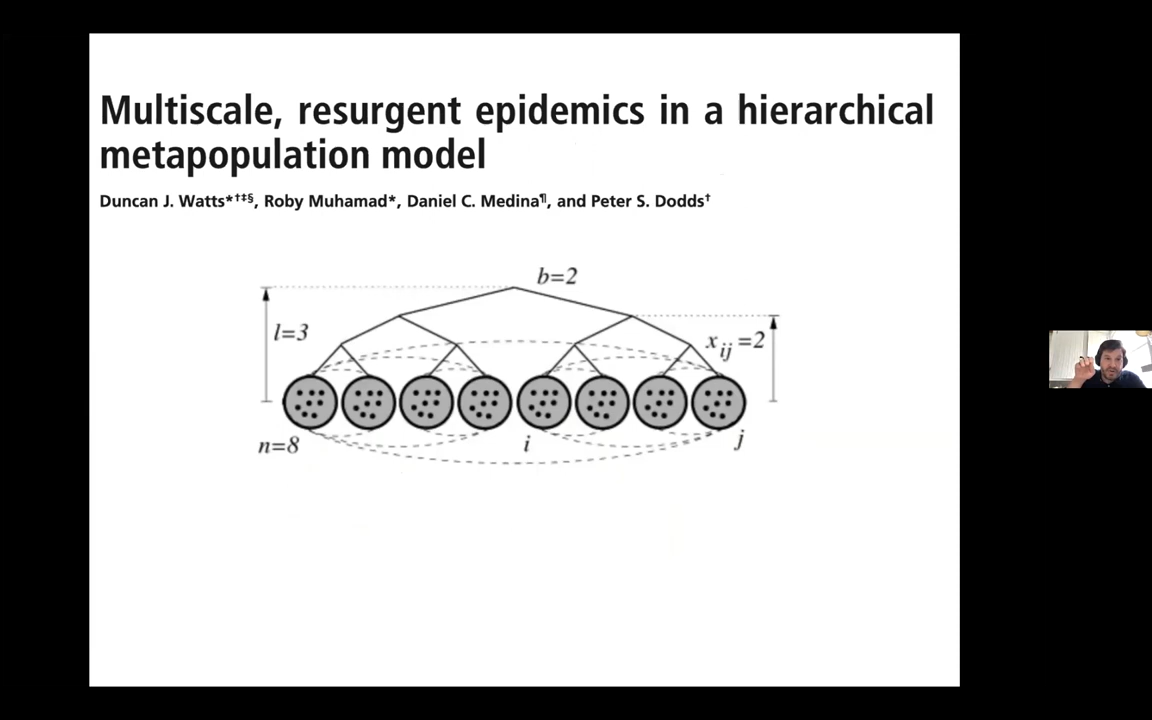 Multiscale, resurgent epidemics in a hierarchical
metapopulation model
Duncan J. Watts*†‡§, Roby Muhamad*, Daniel C. Medina¶, and Peter S. Dodds†
b=2
l=3
x_ij=2
n=8
i
j